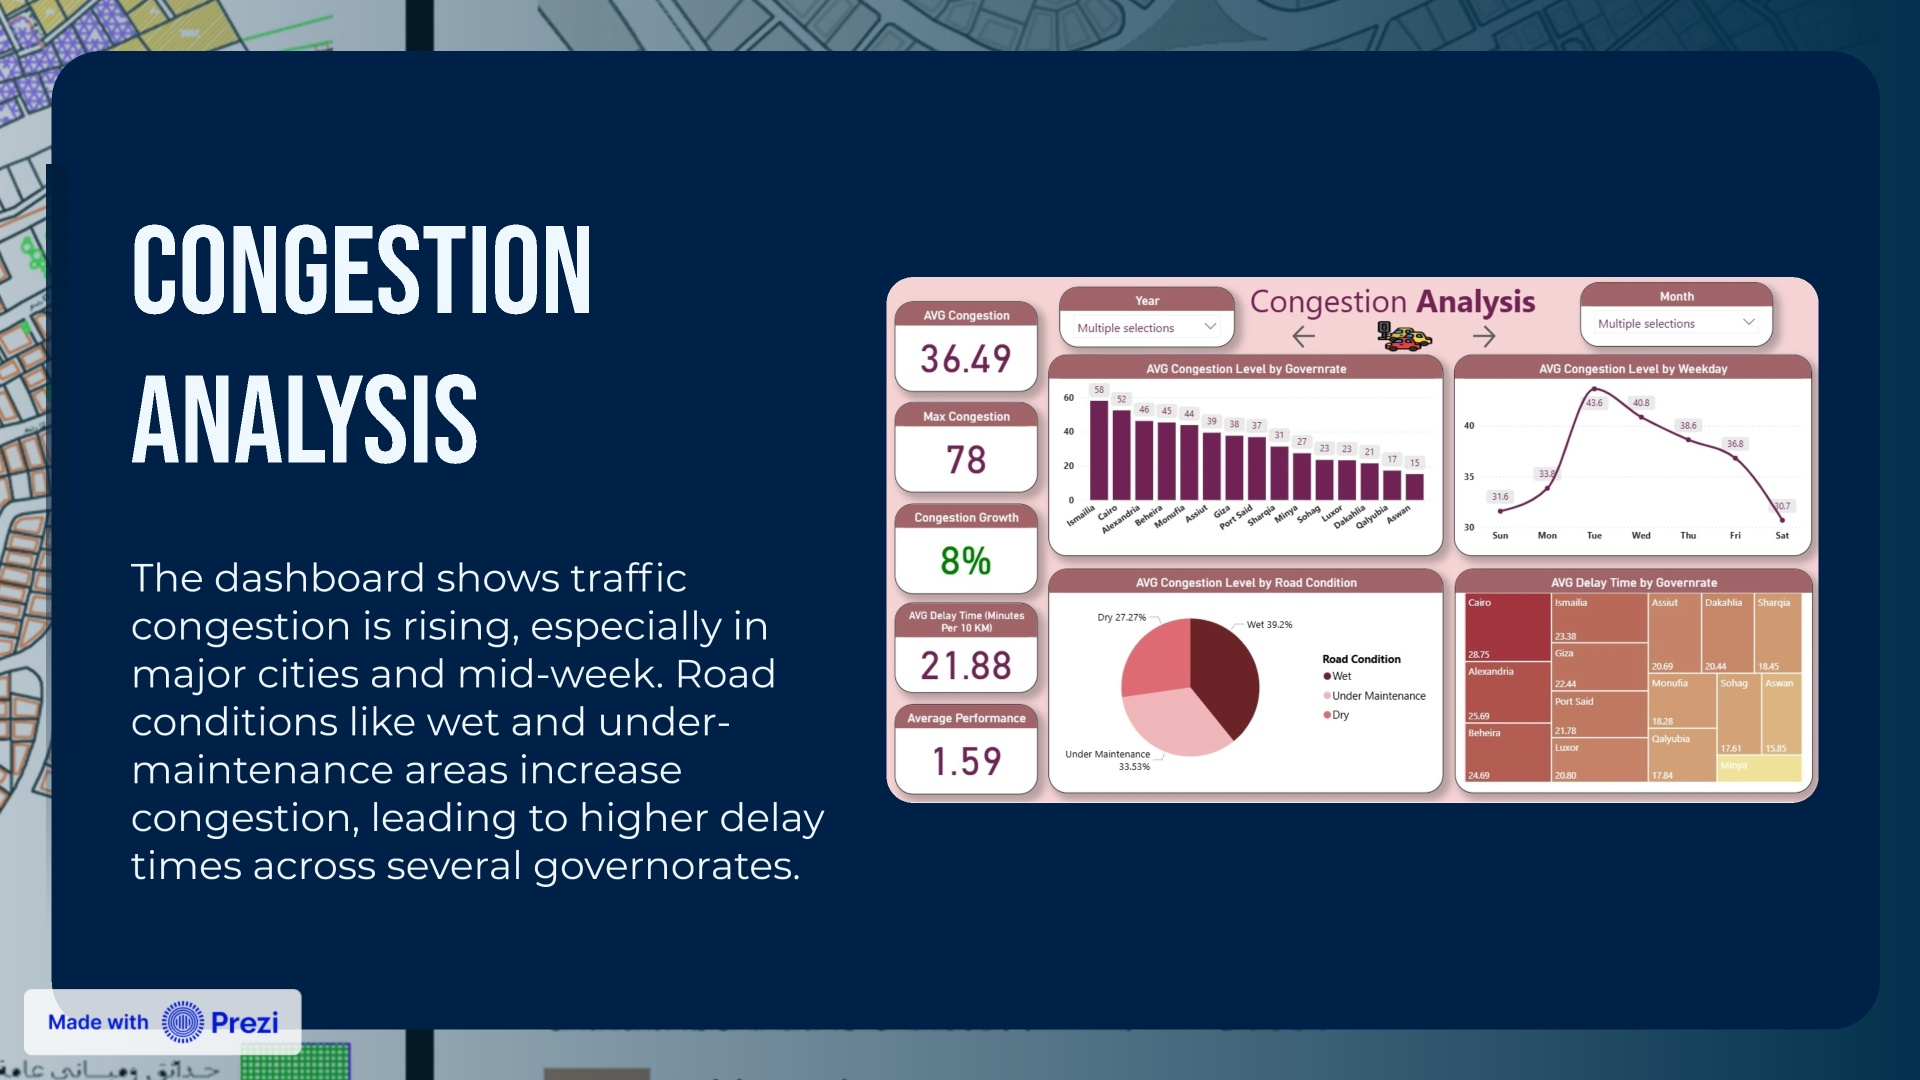 CONGESTION
ANALYSIS
The dashboard shows traffic
congestion is rising, especially in
major cities and mid-week. Road
conditions like wet and under-
maintenance areas increase
congestion, leading to higher delay
times across several governorates.
AVG Congestion
36.49
Max Congestion
78
Congestion Growth
8%
AVG Delay Time (Minutes
Per 10 KM)
21.88
Average Performance
1.59
Year
Multiple selections
Congestion Analysis
Month
Multiple selections
AVG Congestion Level by Governrate
60
40
20
0
58
52
46
45
44
39
38
37
31
27
23
23
21
17
15
Ismailia
Cairo
Alexandria
Beheira
Monufia
Assiut
Giza
Port Said
Sharqia
Minya
Sohag
Luxor
Dakahlia
Qalyubia
Aswan
AVG Congestion Level by Weekday
40
35
30
31.6
33.8
43.6
40.8
38.6
36.8
30.7
Sun
Mon
Tue
Wed
Thu
Fri
Sat
AVG Congestion Level by Road Condition
Dry 27.27%
Wet 39.2%
Under Maintenance
33.53%
Road Condition
Wet
Under Maintenance
Dry
AVG Delay Time by Governrate
Cairo
28.75
Alexandria
25.69
Beheira
24.69
Ismailia
23.38
Giza
22.44
Port Said
21.78
Luxor
20.80
Assiut
20.69
Dakahlia
20.44
Sharqia
18.45
Monufia
18.28
Qalyubia
17.84
Sohag
17.61
Aswan
15.85
Minya
Made with Prezi
حدائق ومبانى عامة